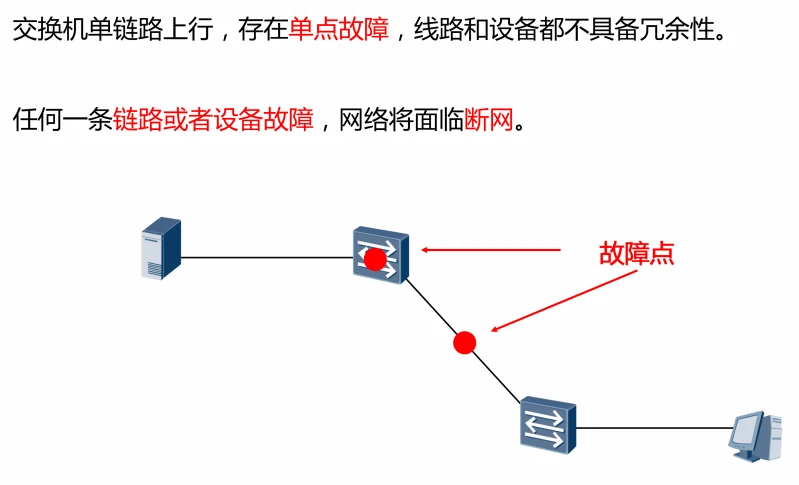 交换机单链路上行，存在单点故障，线路和设备都不具备冗余性。
任何一条链路或者设备故障，网络将面临断网。
故障点